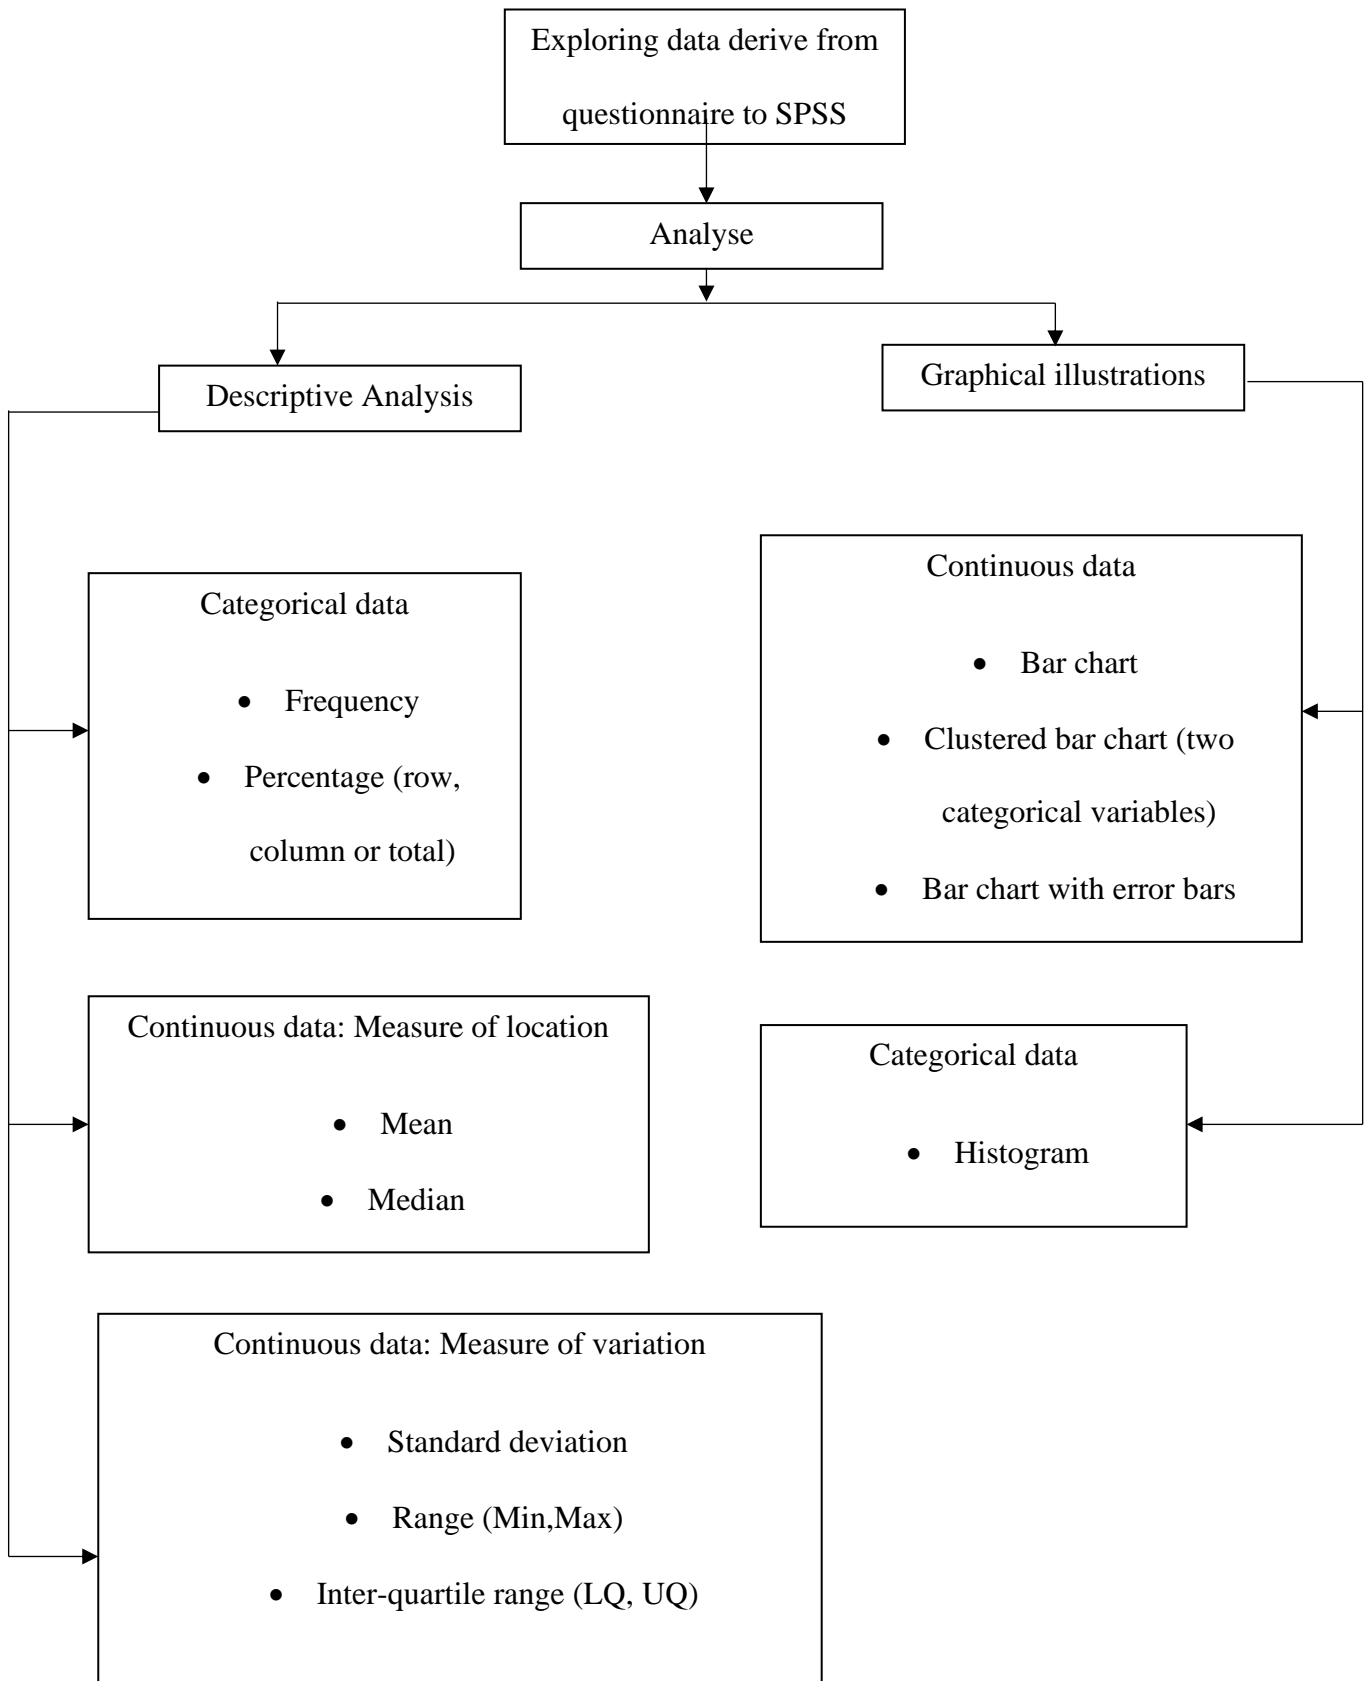 Exploring data derive from
questionnaire to SPSS
Analyse
Descriptive Analysis
Graphical illustrations
Categorical data
• Frequency
• Percentage (row,
column or total)
Continuous data: Measure of location
• Mean
• Median
Continuous data: Measure of variation
• Standard deviation
• Range (Min,Max)
• Inter-quartile range (LQ, UQ)
Continuous data
• Bar chart
• Clustered bar chart (two
categorical variables)
• Bar chart with error bars
Categorical data
• Histogram